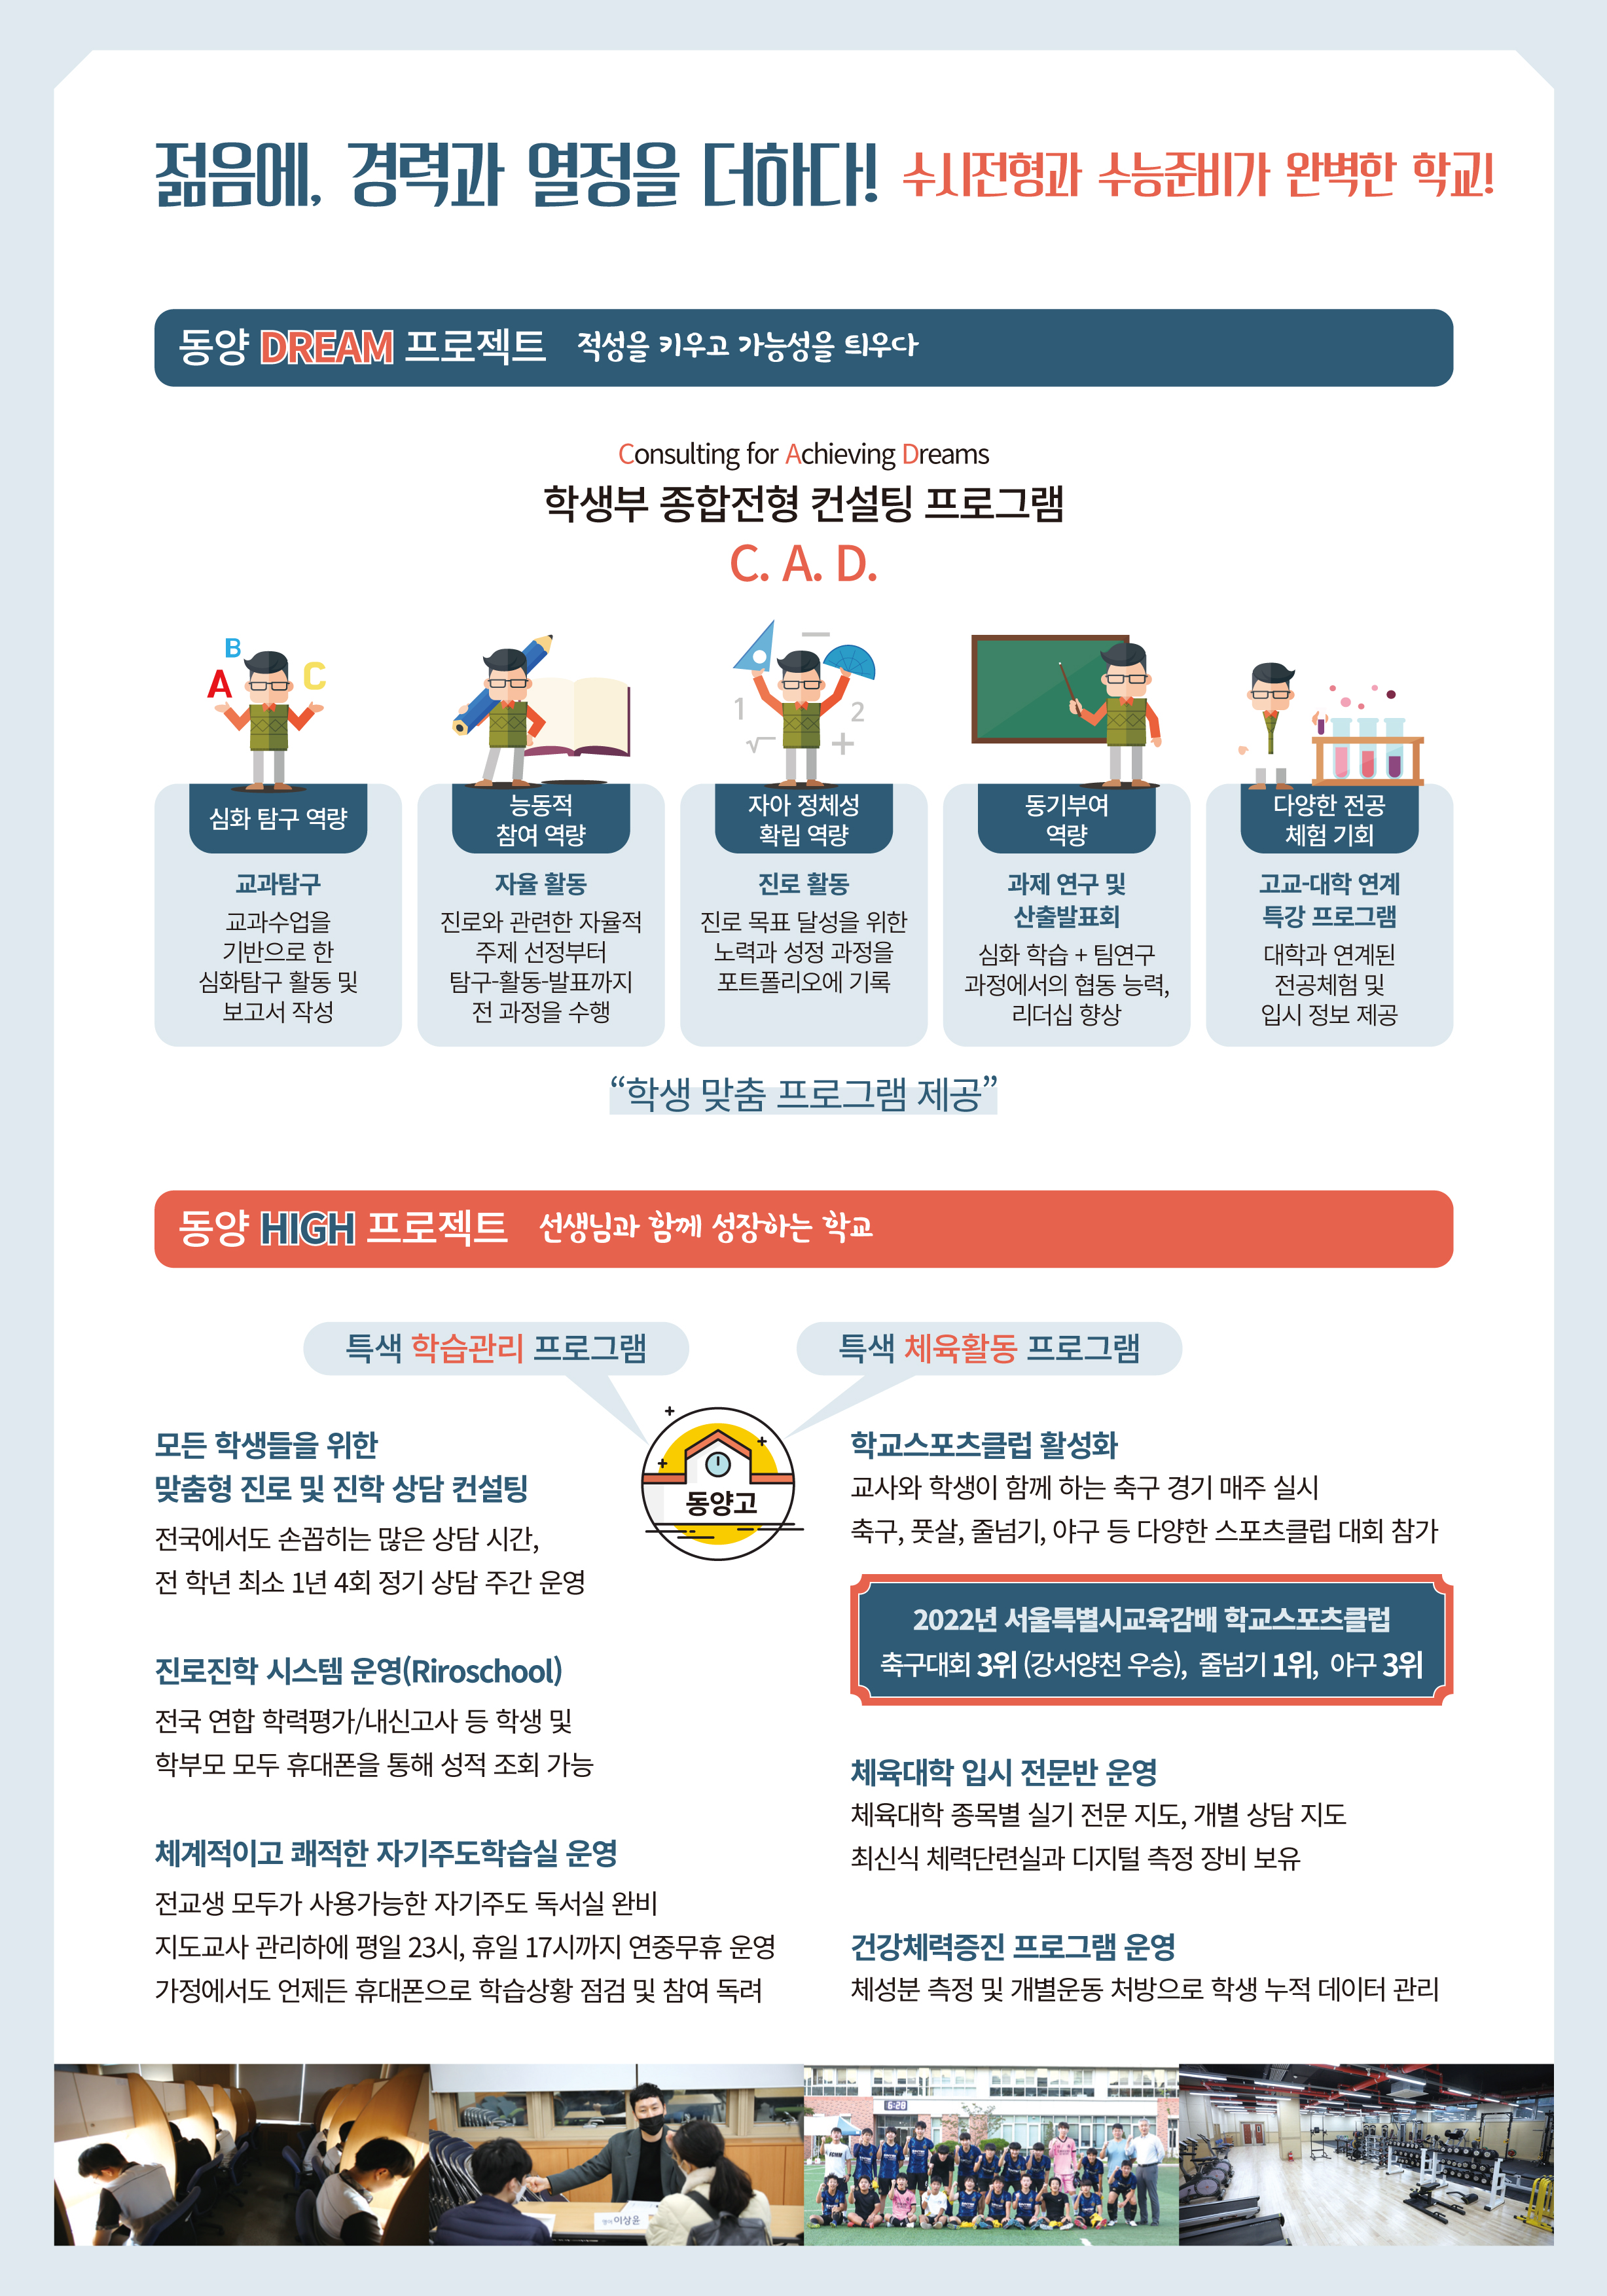 젊음에, 경력과 열정을 더하다! 수시전형과 수능준비가 완벽한 학교!
동양 DREAM 프로젝트 적성을 키우고 가능성을 틔우다
Consulting for Achieving Dreams
학생부 종합전형 컨설팅 프로그램
C. A. D.
A B C
1 2
√ − +
심화 탐구 역량
교과탐구
교과수업을
기반으로 한
심화탐구 활동 및
보고서 작성
능동적
참여 역량
자율 활동
진로와 관련한 자율적
주제 선정부터
탐구-활동-발표까지
전 과정을 수행
자아 정체성
확립 역량
진로 활동
진로 목표 달성을 위한
노력과 성정 과정을
포트폴리오에 기록
동기부여
역량
과제 연구 및
산출발표회
심화 학습 + 팀연구
과정에서의 협동 능력,
리더십 향상
다양한 전공
체험 기회
고교-대학 연계
특강 프로그램
대학과 연계된
전공체험 및
입시 정보 제공
“학생 맞춤 프로그램 제공”
동양 HIGH 프로젝트 선생님과 함께 성장하는 학교
특색 학습관리 프로그램
특색 체육활동 프로그램
동양고
모든 학생들을 위한
맞춤형 진로 및 진학 상담 컨설팅
전국에서도 손꼽히는 많은 상담 시간,
전 학년 최소 1년 4회 정기 상담 주간 운영
진로진학 시스템 운영(Riroschool)
전국 연합 학력평가/내신고사 등 학생 및
학부모 모두 휴대폰을 통해 성적 조회 가능
체계적이고 쾌적한 자기주도학습실 운영
전교생 모두가 사용가능한 자기주도 독서실 완비
지도교사 관리하에 평일 23시, 휴일 17시까지 연중무휴 운영
가정에서도 언제든 휴대폰으로 학습상황 점검 및 참여 독려
학교스포츠클럽 활성화
교사와 학생이 함께 하는 축구 경기 매주 실시
축구, 풋살, 줄넘기, 야구 등 다양한 스포츠클럽 대회 참가
2022년 서울특별시교육감배 학교스포츠클럽
축구대회 3위 (강서양천 우승), 줄넘기 1위, 야구 3위
체육대학 입시 전문반 운영
체육대학 종목별 실기 전문 지도, 개별 상담 지도
최신식 체력단련실과 디지털 측정 장비 보유
건강체력증진 프로그램 운영
체성분 측정 및 개별운동 처방으로 학생 누적 데이터 관리
영어 이상윤
6:28